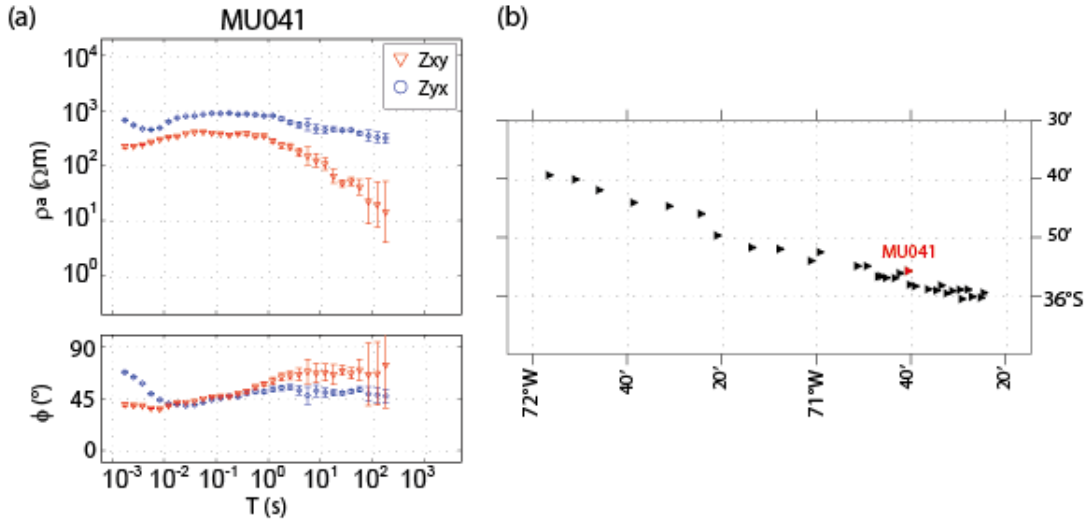 (a)
MU041
10⁴
10³
10²
10¹
10⁰
ρa (Ωm)
Zxy
Zyx
90
45
0
ϕ (°)
10⁻³ 10⁻² 10⁻¹ 10⁰ 10¹ 10² 10³
T (s)
(b)
30′
40′
50′
36°S
MU041
72°W 40′ 20′ 71°W 40′ 20′